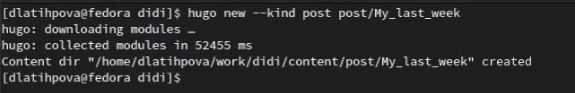 [dlatihpova@fedora didi]$ hugo new --kind post post/My_last_week
hugo: downloading modules …
hugo: collected modules in 52455 ms
Content dir "/home/dlatihpova/work/didi/content/post/My_last_week" created
[dlatihpova@fedora didi]$